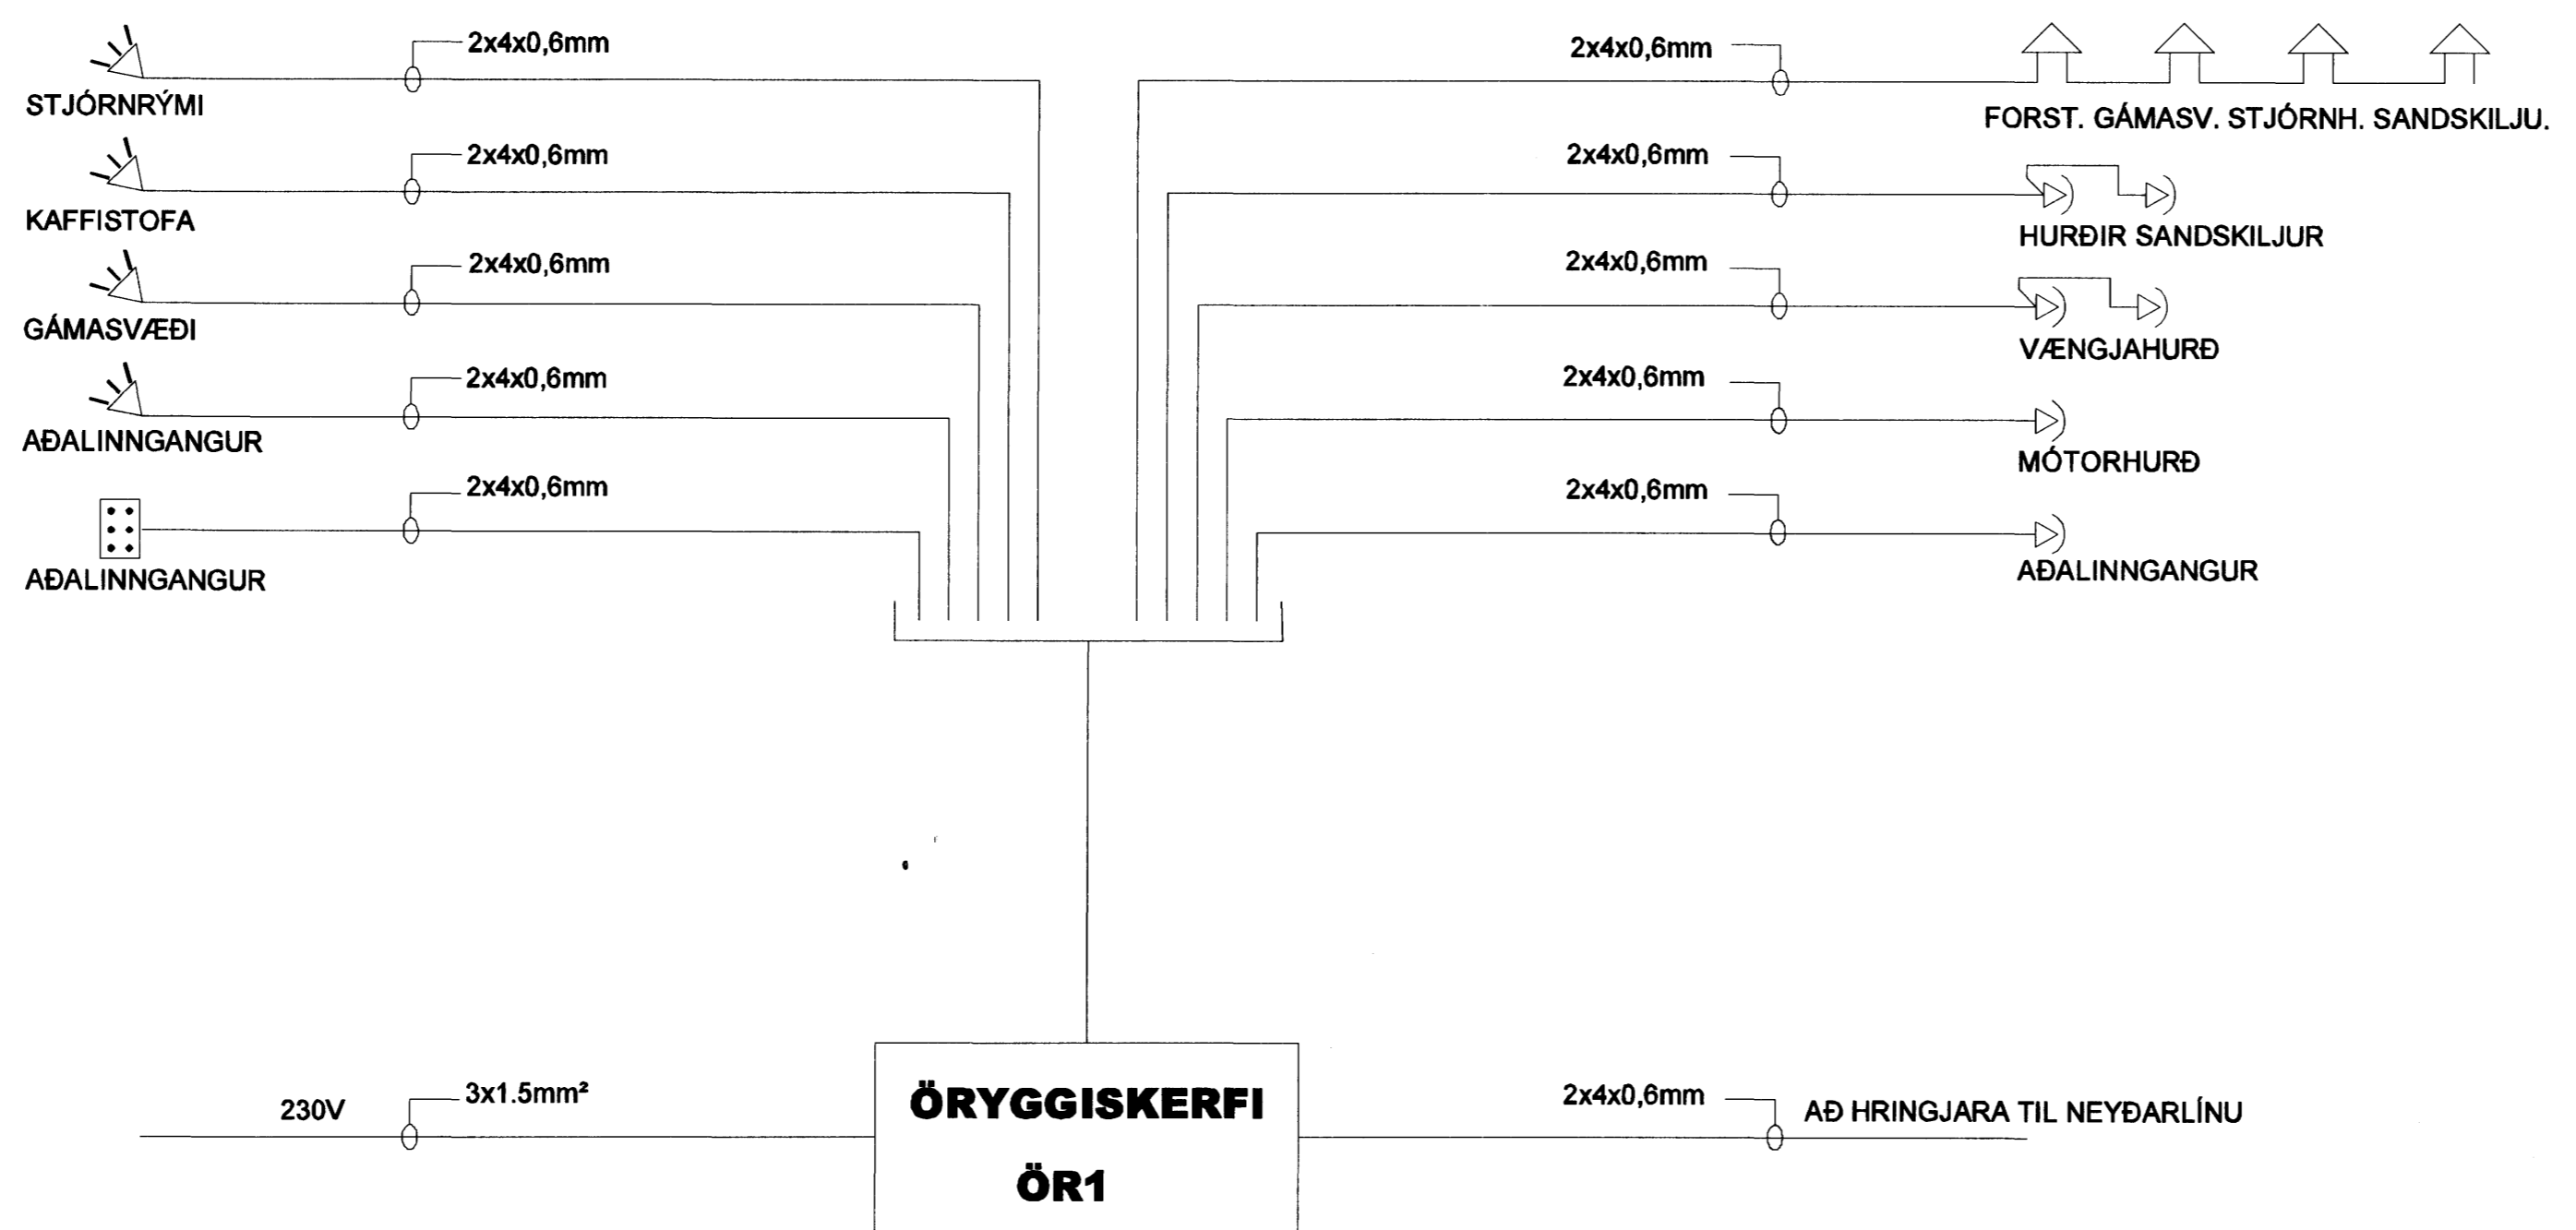 2x4x0,6mm
STJÓRNRÝMI
2x4x0,6mm
KAFFISTOFA
2x4x0,6mm
GÁMASVÆÐI
2x4x0,6mm
AÐALINNGANGUR
2x4x0,6mm
AÐALINNGANGUR
2x4x0,6mm
FORST. GÁMASV. STJÓRNH. SANDSKILJU.
2x4x0,6mm
HURÐIR SANDSKILJUR
2x4x0,6mm
VÆNGJAHURÐ
2x4x0,6mm
MÓTORHURÐ
2x4x0,6mm
AÐALINNGANGUR
230V
3x1.5mm²
ÖRYGGISKERFI
ÖR1
2x4x0,6mm
AÐ HRINGJARA TIL NEYÐARLÍNU